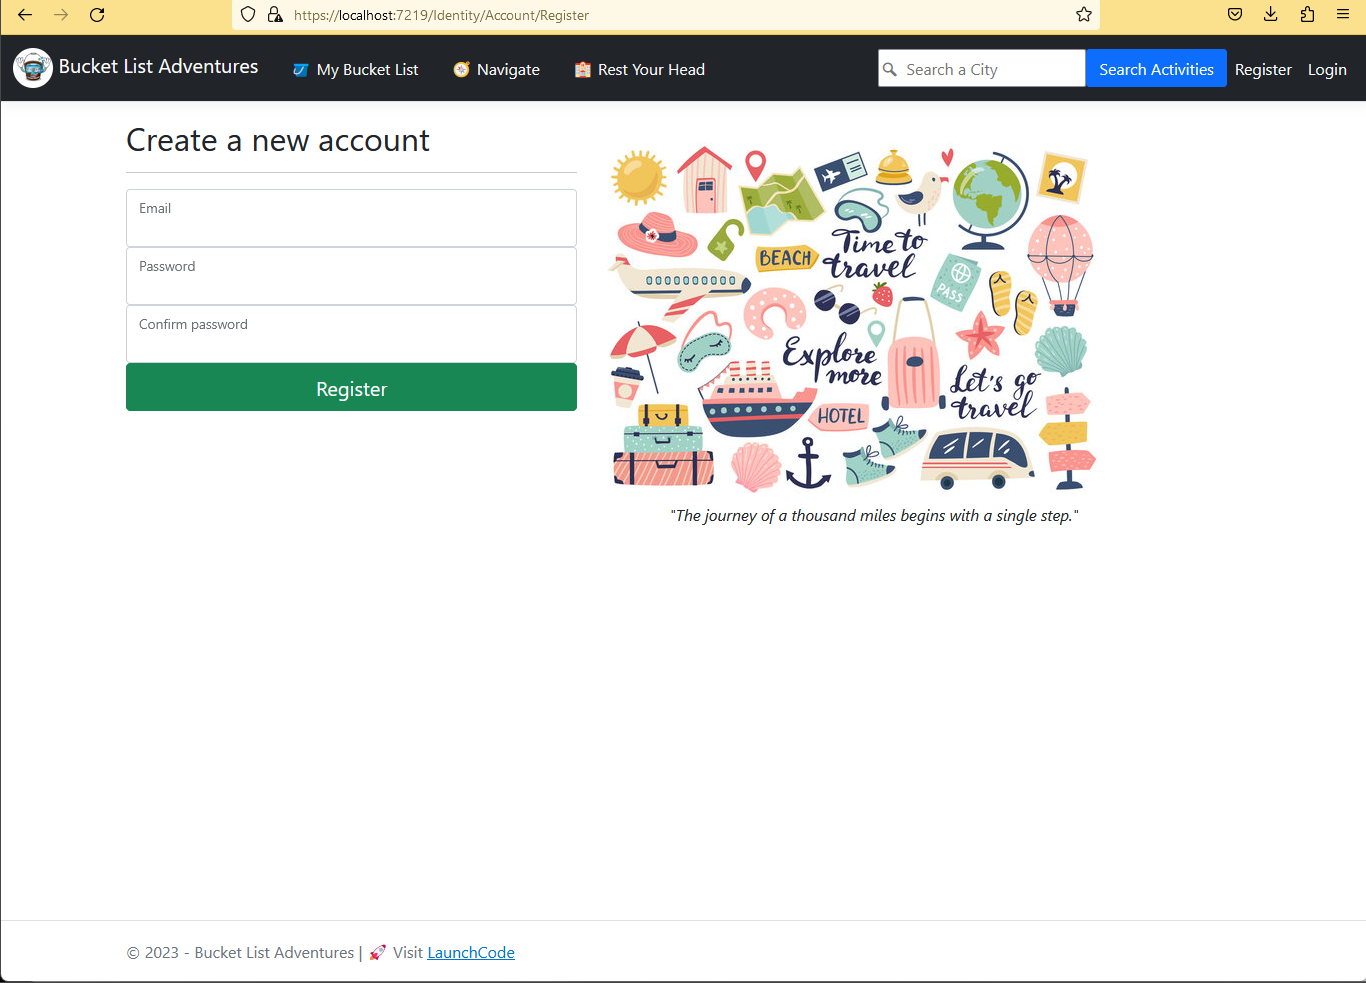 https://localhost:7219/Identity/Account/Register
Bucket List Adventures
My Bucket List
Navigate
Rest Your Head
Search a City
Search Activities
Register
Login
Create a new account
Email
Password
Confirm password
Register
BEACH
Time to
travel
PASS
Explore
more
Let's go
travel
HOTEL
"The journey of a thousand miles begins with a single step."
© 2023 - Bucket List Adventures | 🚀 Visit LaunchCode